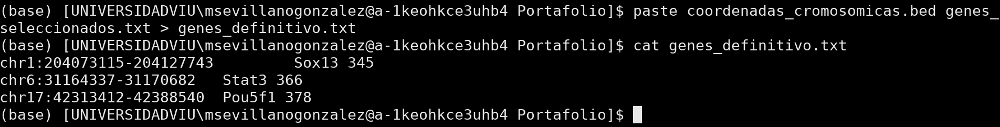 (base) [UNIVERSIDADVIU\msevillanogonzalez@a-1keohkce3uhb4 Portafolio]$ paste coordenadas_cromosomicas.bed genes_
seleccionados.txt > genes_definitivo.txt
(base) [UNIVERSIDADVIU\msevillanogonzalez@a-1keohkce3uhb4 Portafolio]$ cat genes_definitivo.txt
chr1:204073115-204127743         Sox13 345
chr6:31164337-31170682   Stat3 366
chr17:42313412-42388540  Pou5f1 378
(base) [UNIVERSIDADVIU\msevillanogonzalez@a-1keohkce3uhb4 Portafolio]$